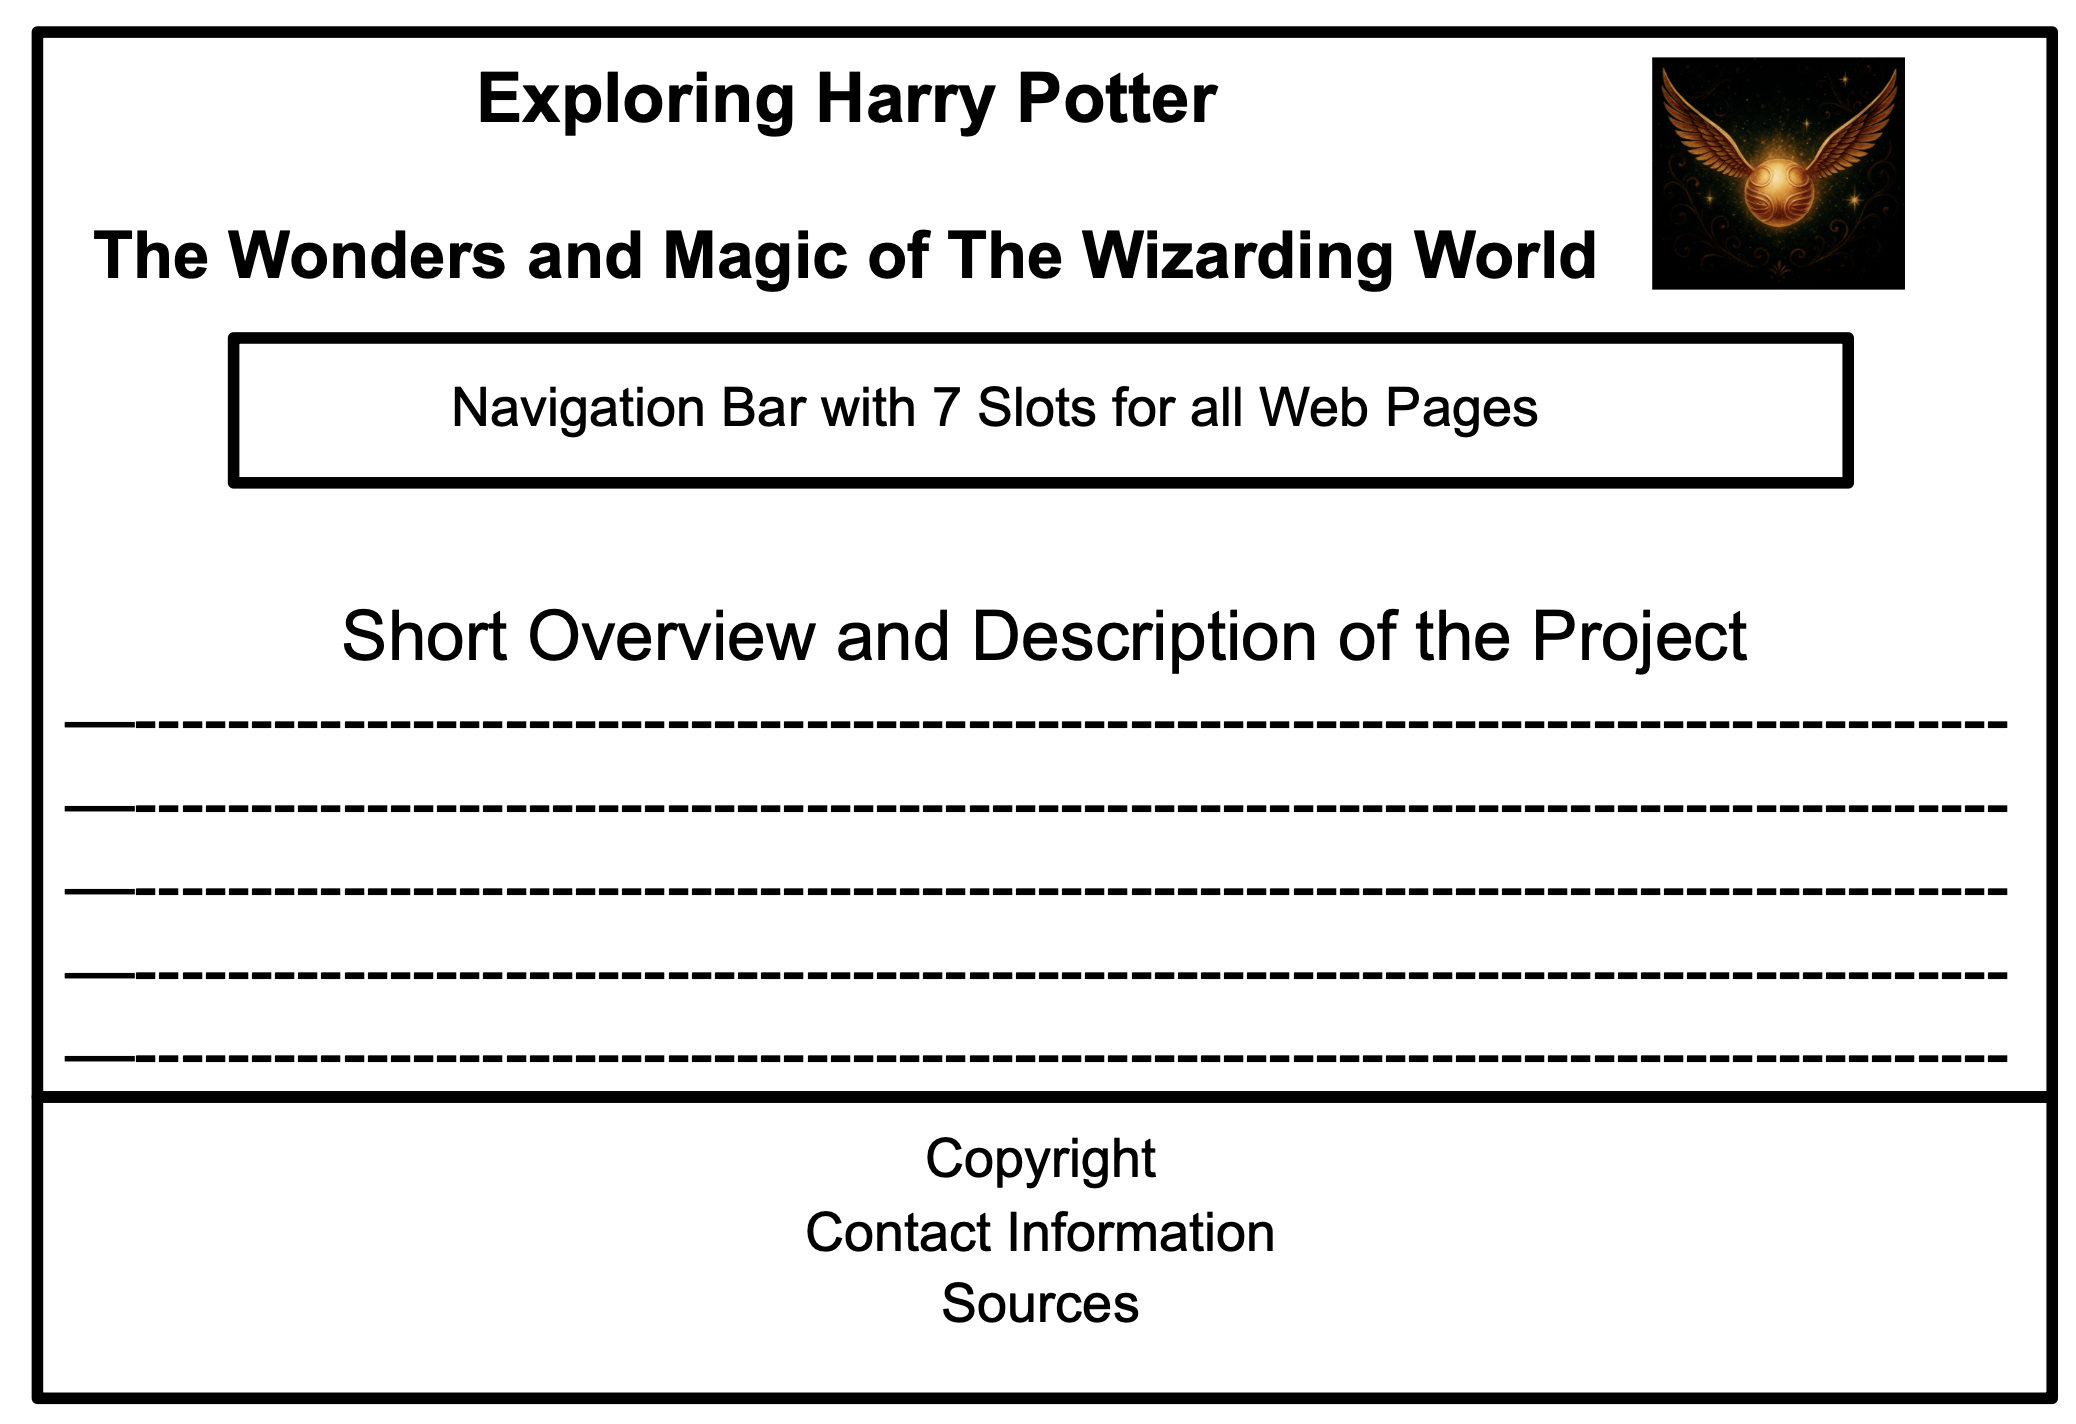 Exploring Harry Potter
The Wonders and Magic of The Wizarding World
Navigation Bar with 7 Slots for all Web Pages
Short Overview and Description of the Project
Copyright
Contact Information
Sources